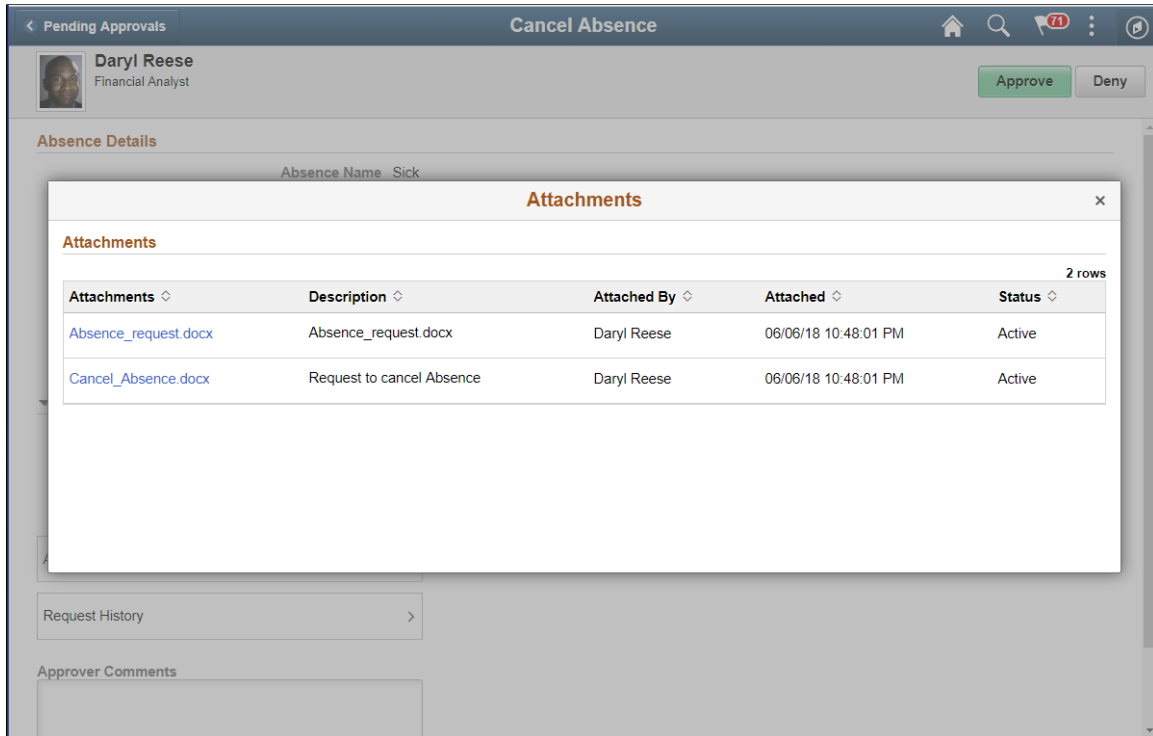 Pending Approvals Cancel Absence 71
Daryl Reese
Financial Analyst
Approve Deny
Absence Details
Absence Name Sick
Attachments ×
Attachments
2 rows
Attachments Description Attached By Attached Status
Absence_request.docx Absence_request.docx Daryl Reese 06/06/18 10:48:01 PM Active
Cancel_Absence.docx Request to cancel Absence Daryl Reese 06/06/18 10:48:01 PM Active
Request History
Approver Comments